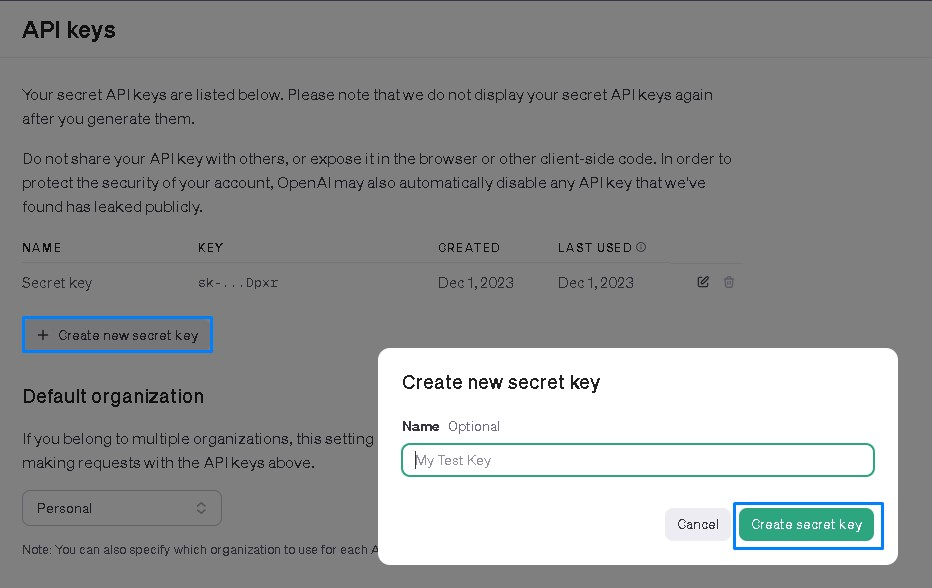 API keys
Your secret API keys are listed below. Please note that we do not display your secret API keys again
after you generate them.
Do not share your API key with others, or expose it in the browser or other client-side code. In order to
protect the security of your account, OpenAI may also automatically disable any API key that we've
found has leaked publicly.
NAME KEY CREATED LAST USED
Secret key sk-...Dpxr Dec 1, 2023 Dec 1, 2023
+ Create new secret key
Default organization
If you belong to multiple organizations, this setting
making requests with the API keys above.
Personal
Note: You can also specify which organization to use for each A
Create new secret key
Name Optional
My Test Key
Cancel Create secret key